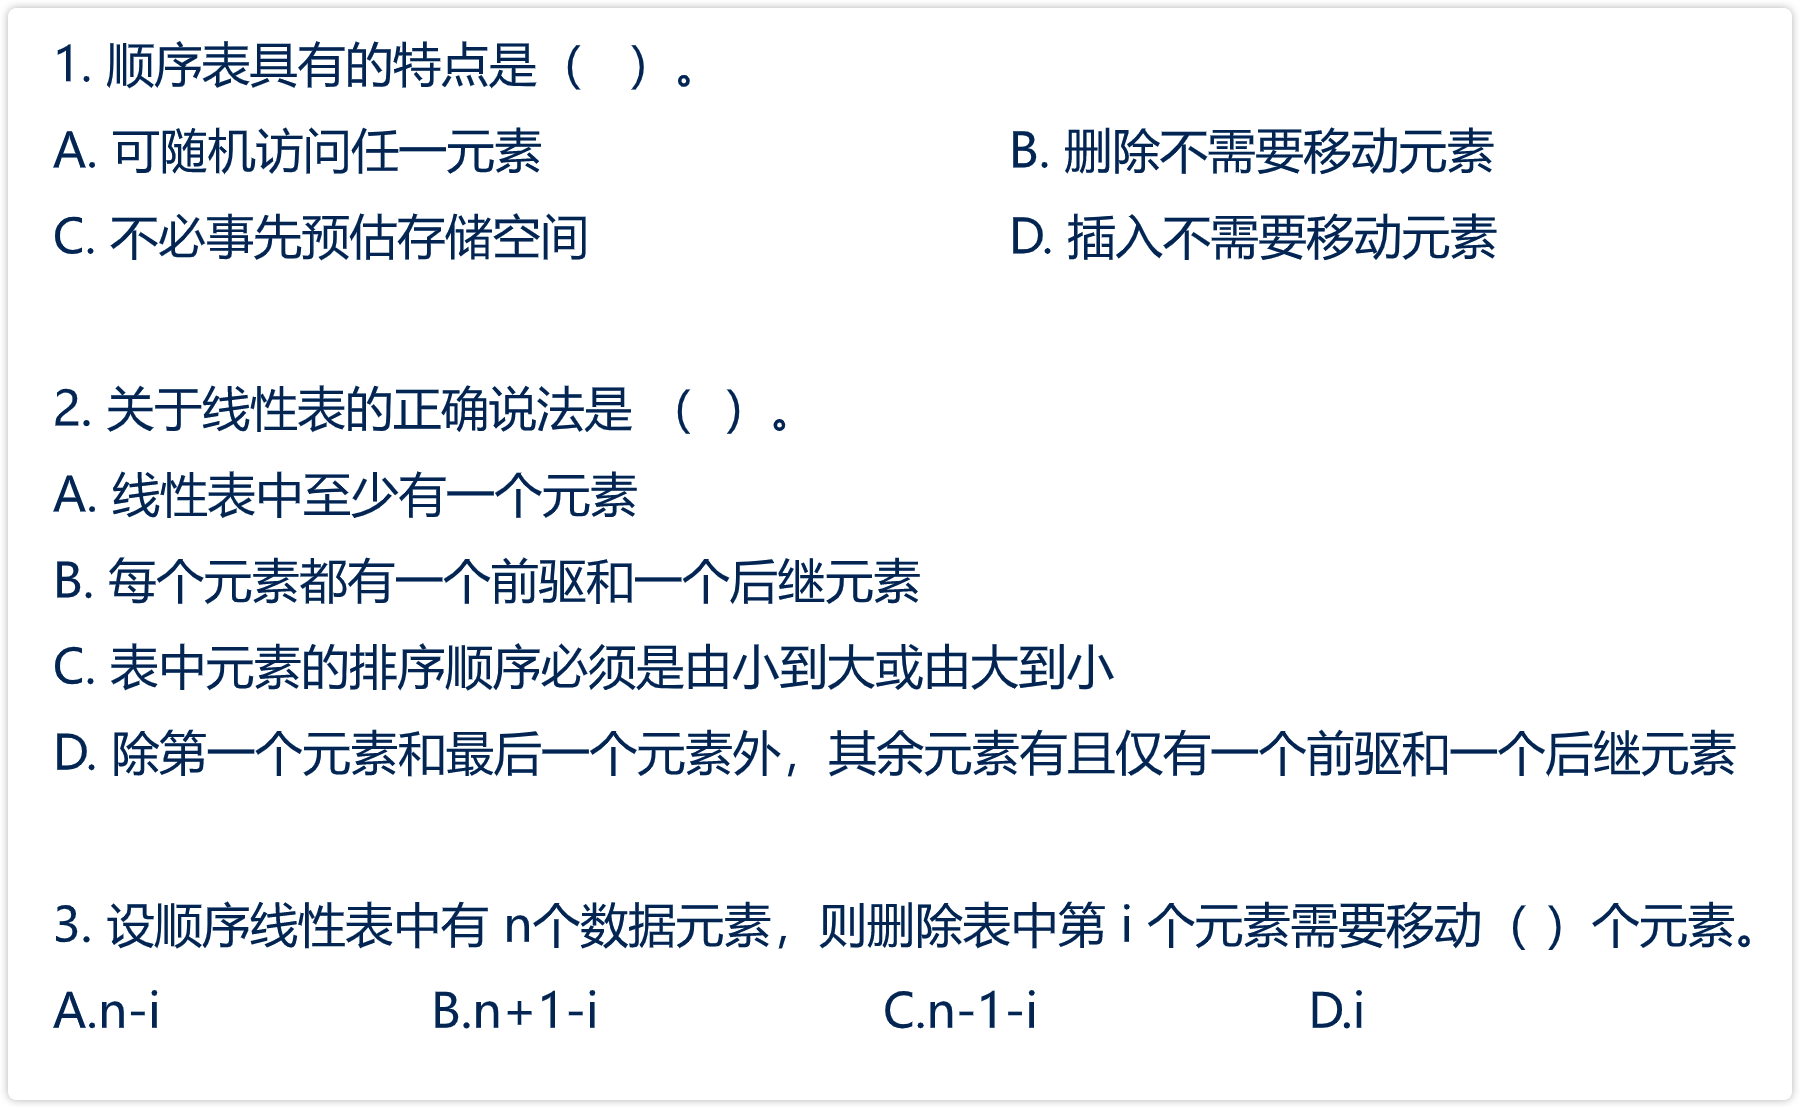 1. 顺序表具有的特点是（  ）。
A. 可随机访问任一元素 B. 删除不需要移动元素
C. 不必事先预估存储空间 D. 插入不需要移动元素
2. 关于线性表的正确说法是 （ ）。
A. 线性表中至少有一个元素
B. 每个元素都有一个前驱和一个后继元素
C. 表中元素的排序顺序必须是由小到大或由大到小
D. 除第一个元素和最后一个元素外，其余元素有且仅有一个前驱和一个后继元素
3. 设顺序线性表中有 n个数据元素，则删除表中第 i 个元素需要移动（ ）个元素。
A.n-i B.n+1-i C.n-1-i D.i